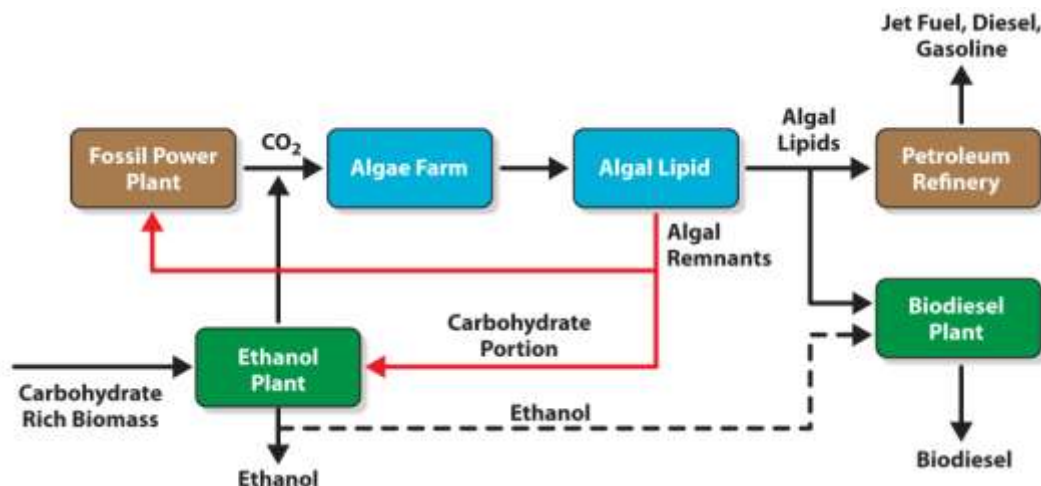 Jet Fuel, Diesel,
Gasoline
CO₂
Algal
Lipids
Fossil Power
Plant
Algae Farm
Algal Lipid
Petroleum
Refinery
Algal
Remnants
Carbohydrate
Portion
Biodiesel
Plant
Ethanol
Plant
Carbohydrate
Rich Biomass
Ethanol
Ethanol
Biodiesel